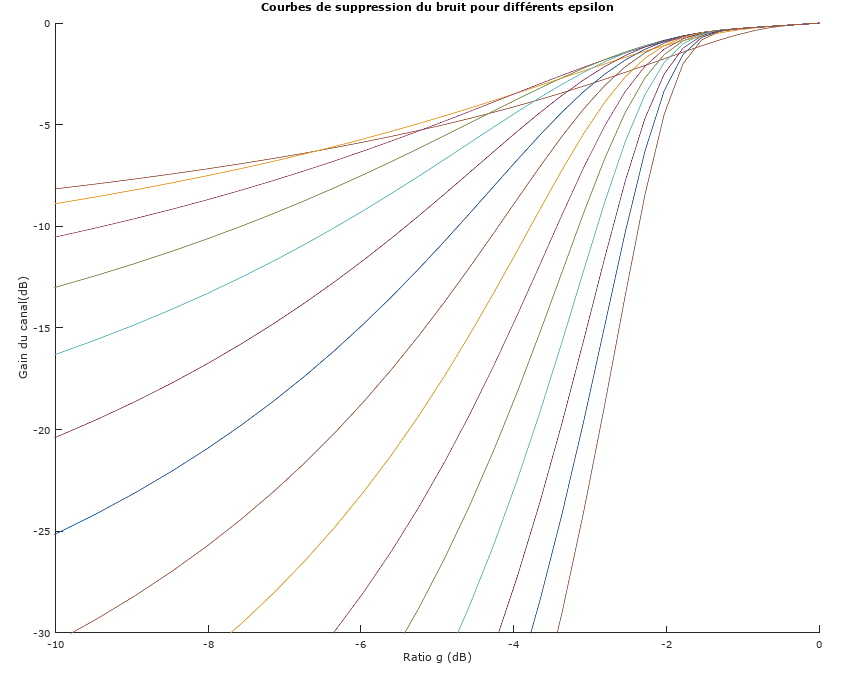 Courbes de suppression du bruit pour différents epsilon
0
-5
-10
-15
-20
-25
-30
Gain du canal(dB)
-10 -8 -6 -4 -2 0
Ratio g (dB)